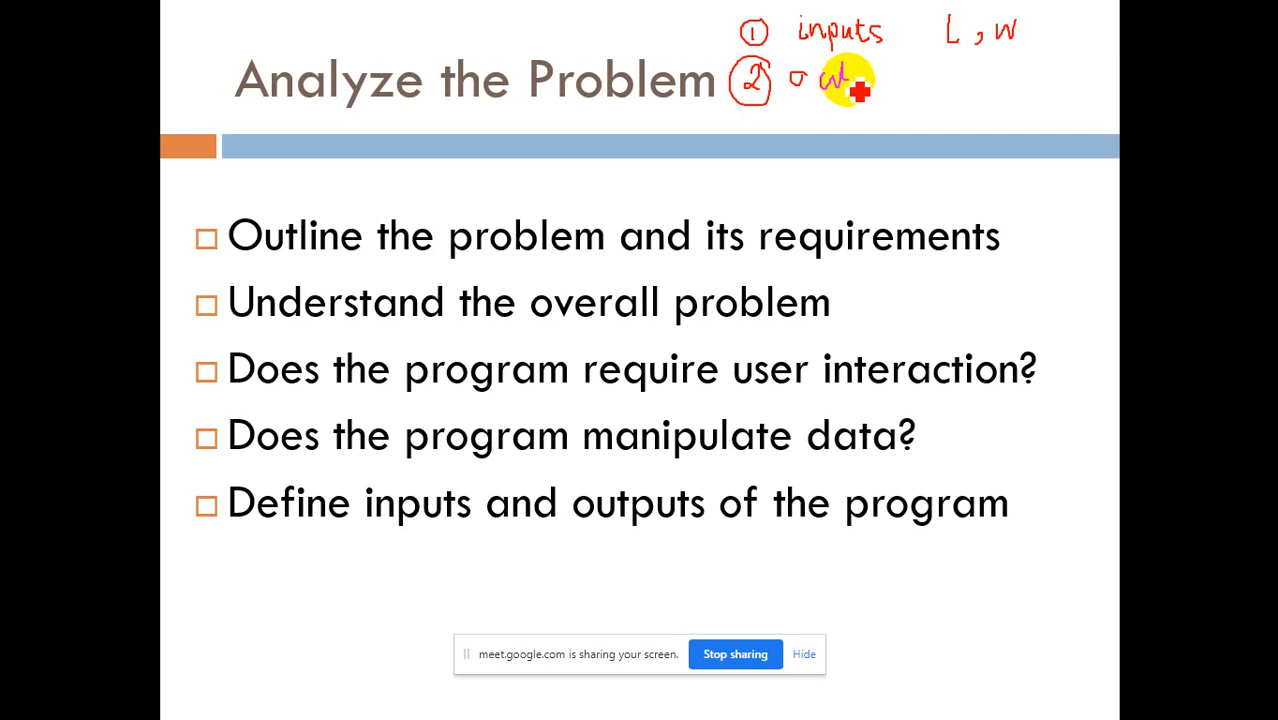 ① inputs L, W
Analyze the Problem ② out
Outline the problem and its requirements
Understand the overall problem
Does the program require user interaction?
Does the program manipulate data?
Define inputs and outputs of the program
meet.google.com is sharing your screen. Stop sharing Hide